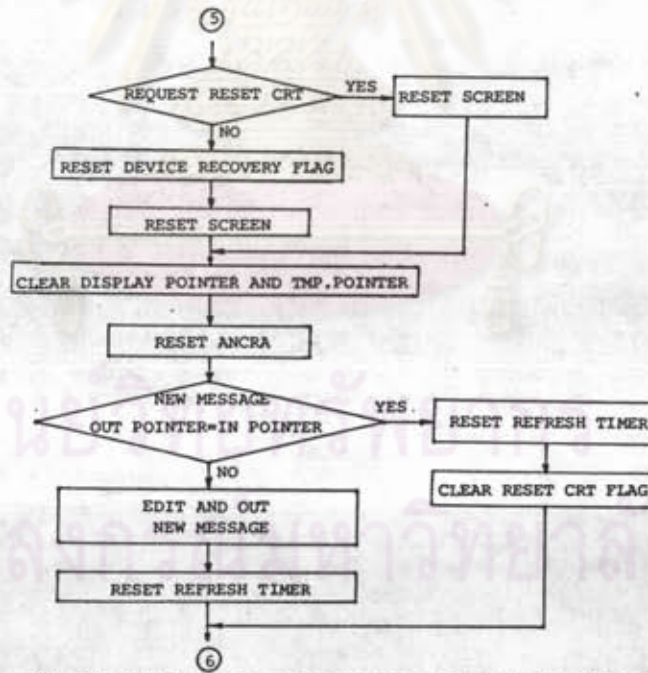 5
REQUEST RESET CRT
YES
RESET SCREEN
NO
RESET DEVICE RECOVERY FLAG
RESET SCREEN
CLEAR DISPLAY POINTER AND TMP.POINTER
RESET ANCRA
NEW MESSAGE
OUT POINTER=IN POINTER
YES
RESET REFRESH TIMER
NO
CLEAR RESET CRT FLAG
EDIT AND OUT
NEW MESSAGE
RESET REFRESH TIMER
6